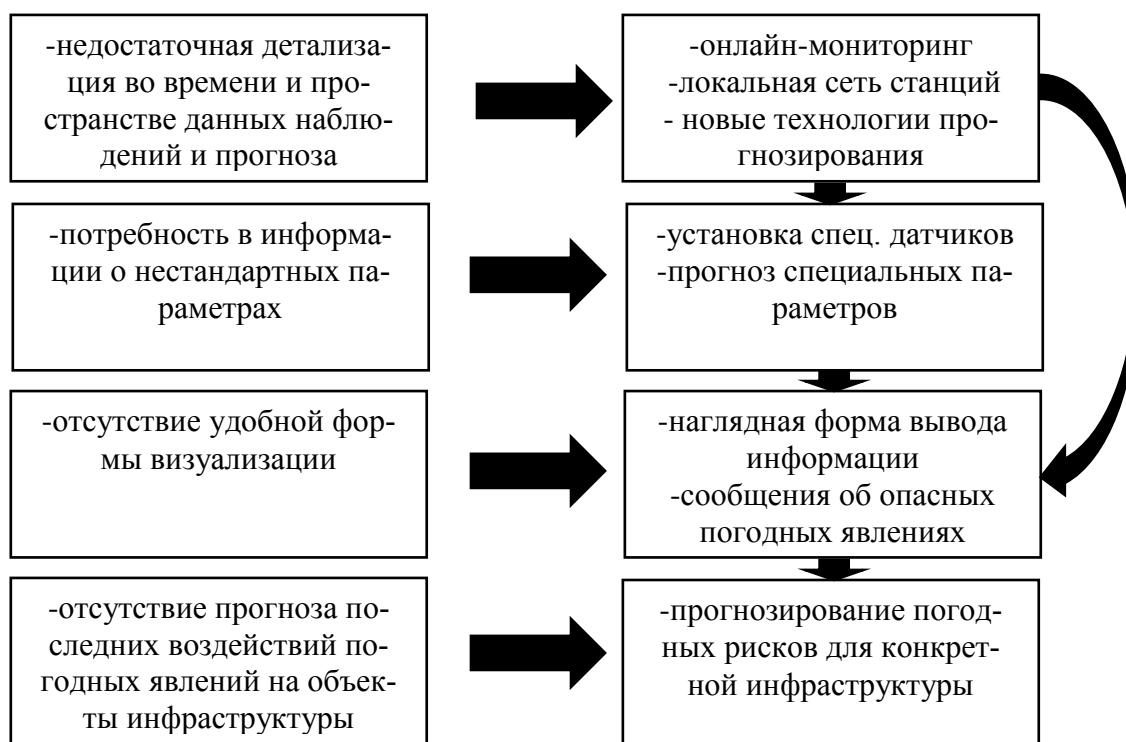 -недостаточная детализа-
ция во времени и про-
странстве данных наблю-
дений и прогноза
-онлайн-мониторинг
-локальная сеть станций
- новые технологии про-
гнозирования
-потребность в информа-
ции о нестандартных па-
раметрах
-установка спец. датчиков
-прогноз специальных па-
раметров
-отсутствие удобной фор-
мы визуализации
-наглядная форма вывода
информации
-сообщения об опасных
погодных явлениях
-отсутствие прогноза по-
следних воздействий по-
годных явлений на объек-
ты инфраструктуры
-прогнозирование погод-
ных рисков для конкрет-
ной инфраструктуры